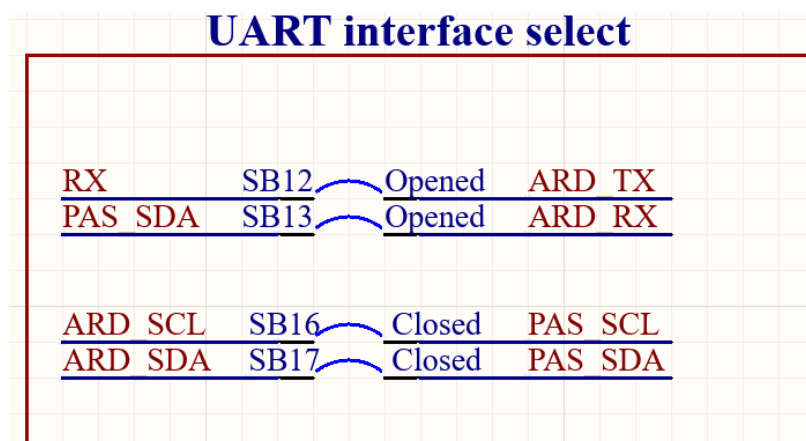 UART interface select
RX SB12 Opened ARD_TX
PAS_SDA SB13 Opened ARD_RX
ARD_SCL SB16 Closed PAS_SCL
ARD_SDA SB17 Closed PAS_SDA